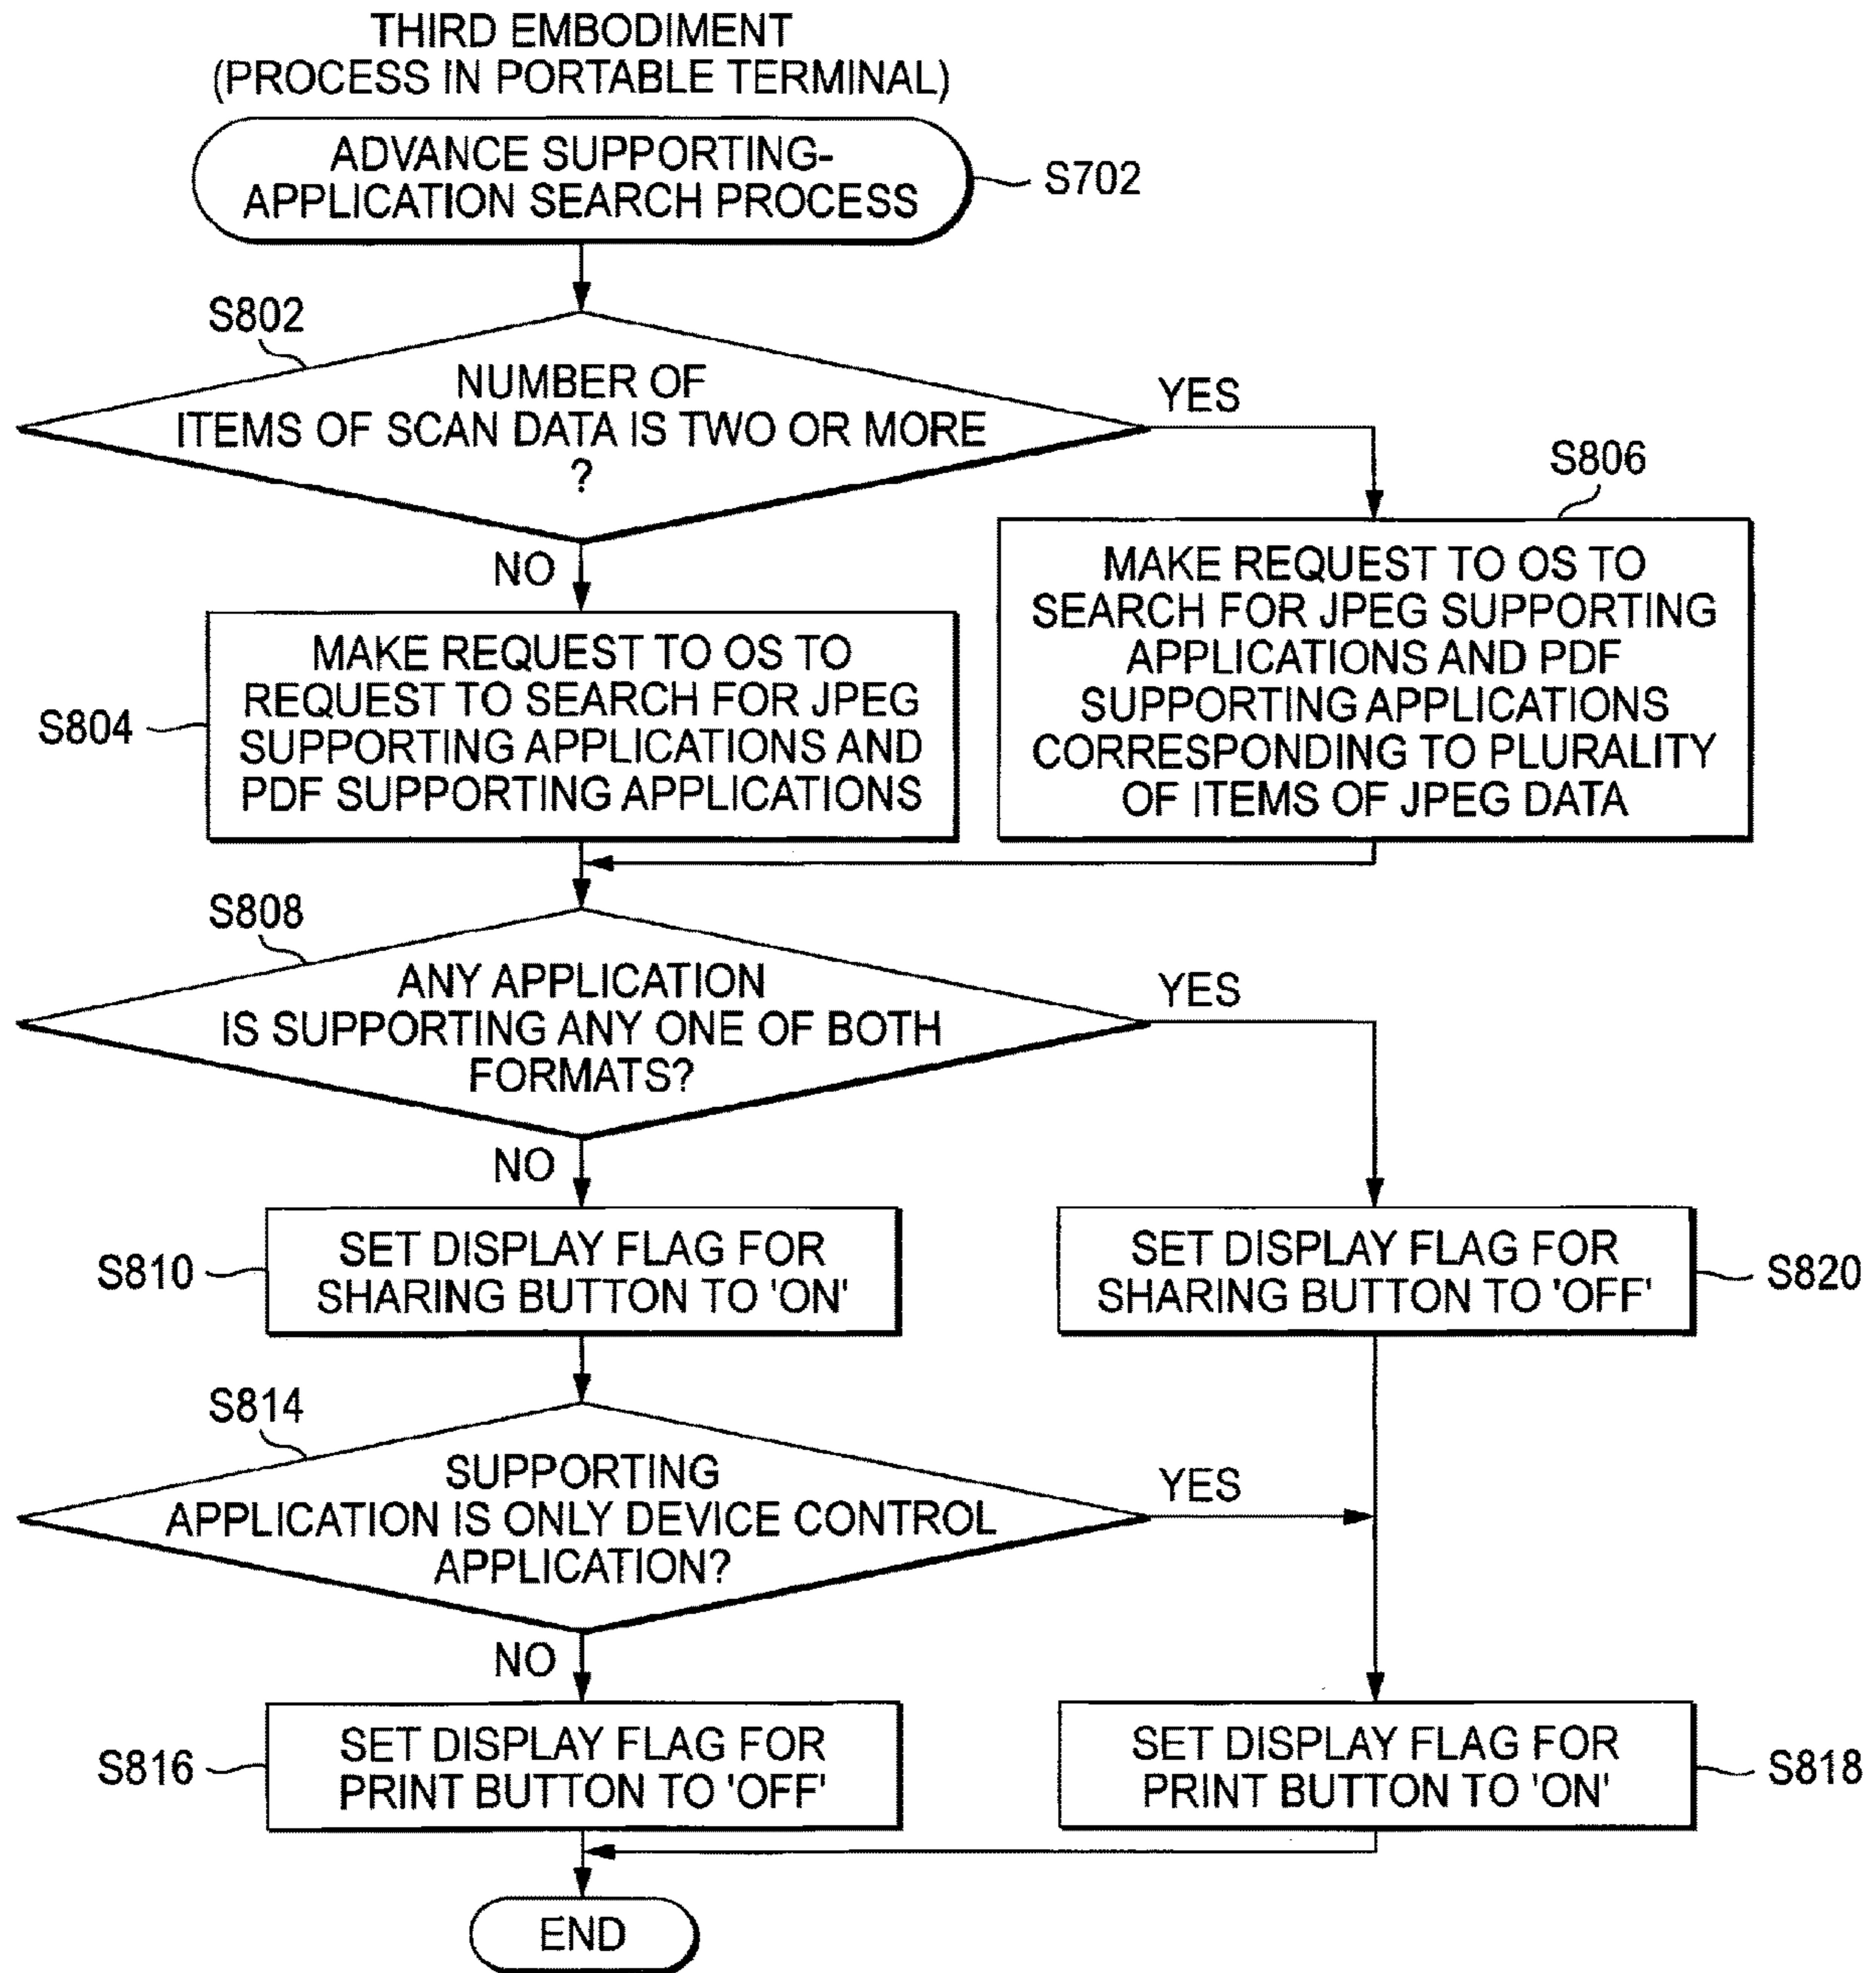 THIRD EMBODIMENT
(PROCESS IN PORTABLE TERMINAL)
ADVANCE SUPPORTING-
APPLICATION SEARCH PROCESS
S702
S802
NUMBER OF
ITEMS OF SCAN DATA IS TWO OR MORE
?
YES
NO
S806
MAKE REQUEST TO OS TO
SEARCH FOR JPEG SUPPORTING
APPLICATIONS AND PDF
SUPPORTING APPLICATIONS
CORRESPONDING TO PLURALITY
OF ITEMS OF JPEG DATA
S804
MAKE REQUEST TO OS TO
REQUEST TO SEARCH FOR JPEG
SUPPORTING APPLICATIONS AND
PDF SUPPORTING APPLICATIONS
S808
ANY APPLICATION
IS SUPPORTING ANY ONE OF BOTH
FORMATS?
YES
NO
S810
SET DISPLAY FLAG FOR
SHARING BUTTON TO 'ON'
SET DISPLAY FLAG FOR
SHARING BUTTON TO 'OFF'
S820
S814
SUPPORTING
APPLICATION IS ONLY DEVICE CONTROL
APPLICATION?
YES
NO
S816
SET DISPLAY FLAG FOR
PRINT BUTTON TO 'OFF'
SET DISPLAY FLAG FOR
PRINT BUTTON TO 'ON'
S818
END